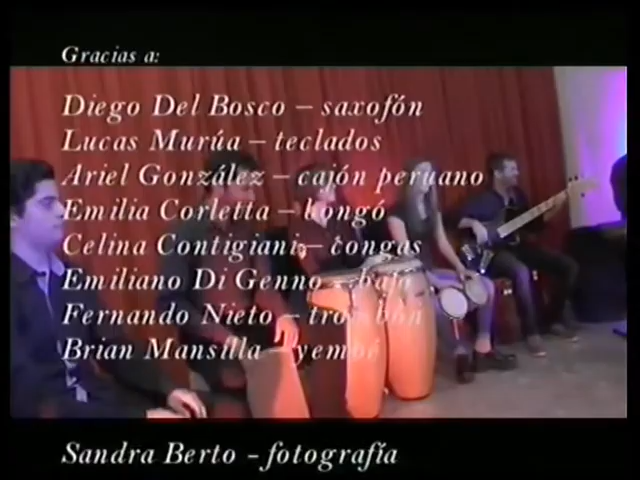 Gracias a:
Diego Del Bosco – saxofón
Lucas Murúa – teclados
Ariel González – cajón peruano
Emilia Corletta – bongó
Celina Contigiani – congas
Emiliano Di Genno – bajo
Fernando Nieto – trombón
Brian Mansilla – yembé
Sandra Berto - fotografía